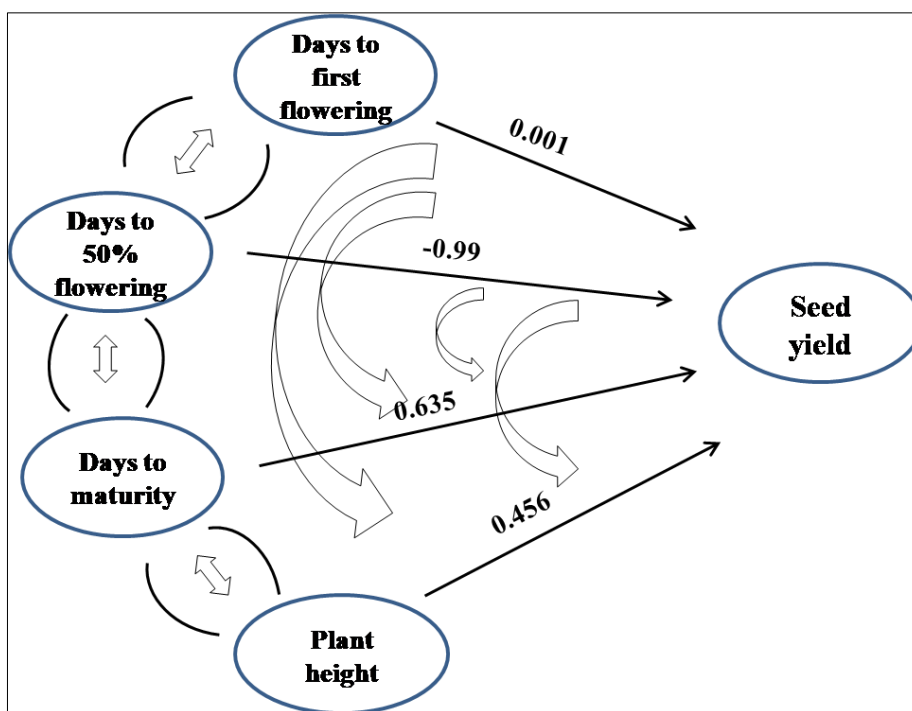 Days to
first
flowering
0.001
Days to
50%
flowering
-0.99
Seed
yield
0.635
Days to
maturity
0.456
Plant
height